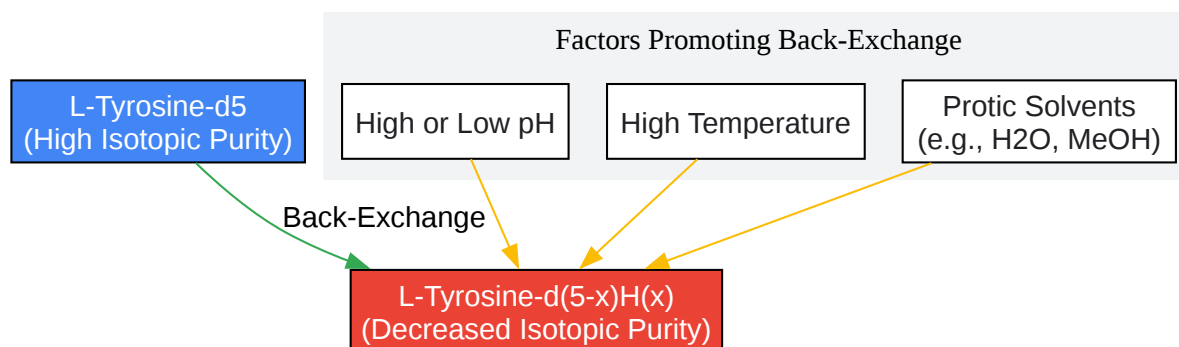 Factors Promoting Back-Exchange
L-Tyrosine-d5
(High Isotopic Purity)
High or Low pH
High Temperature
Protic Solvents
(e.g., H2O, MeOH)
Back-Exchange
L-Tyrosine-d(5-x)H(x)
(Decreased Isotopic Purity)